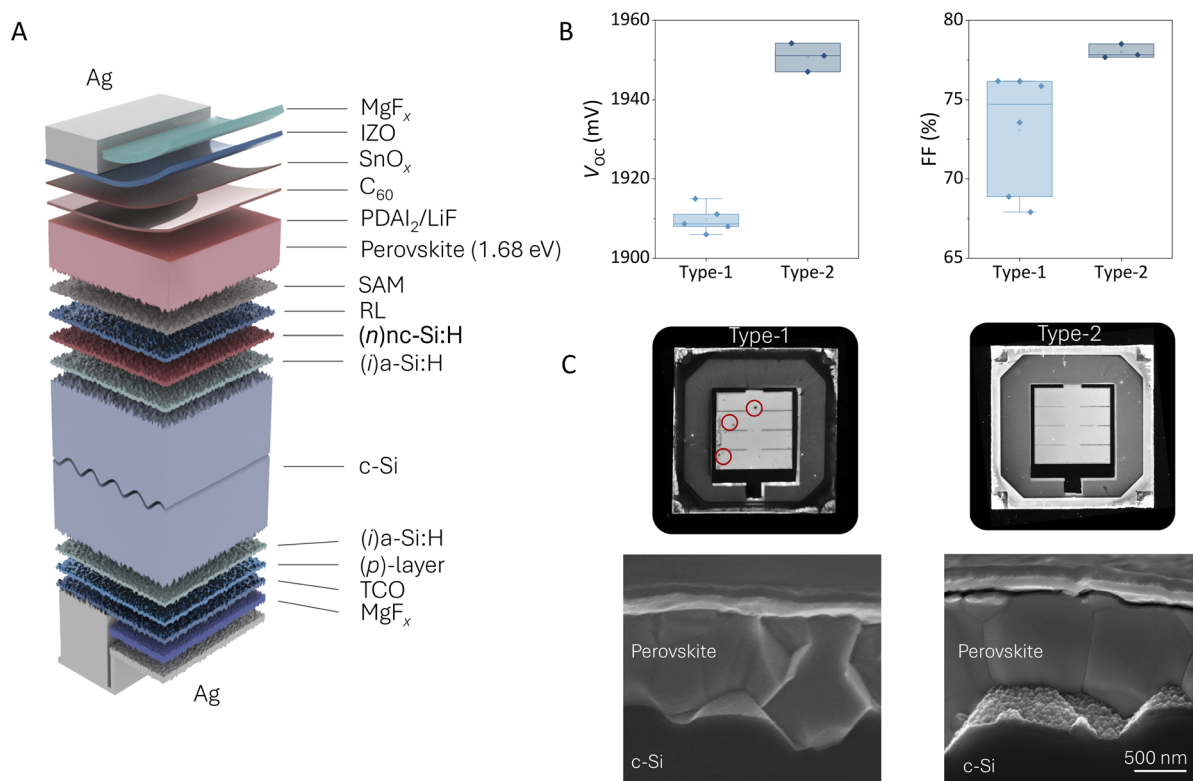 A
Ag
MgFₓ
IZO
SnOₓ
C₆₀
PDAI₂/LiF
Perovskite (1.68 eV)
SAM
RL
(n)nc-Si:H
(i)a-Si:H
c-Si
(i)a-Si:H
(p)-layer
TCO
MgFₓ
Ag
B
1960
1940
1920
1900
V_OC (mV)
Type-1
Type-2
80
75
70
65
FF (%)
Type-1
Type-2
C
Type-1
Type-2
Perovskite
c-Si
Perovskite
c-Si
500 nm